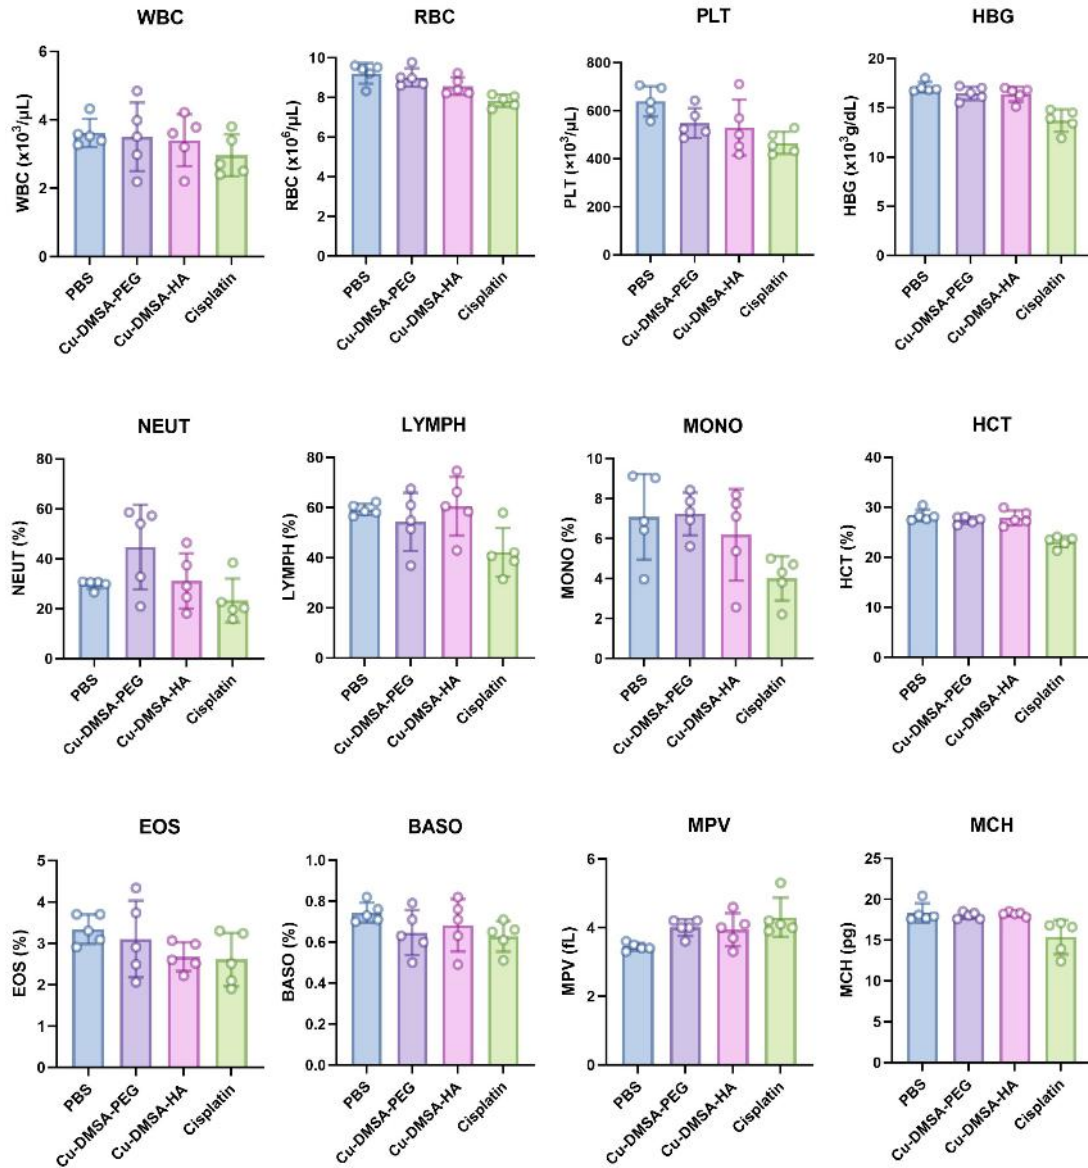 WBC
WBC (x10³/μL)
6
4
2
0
PBS
Cu-DMSA-PEG
Cu-DMSA-HA
Cisplatin
RBC
RBC (x10⁶/μL)
10
8
6
4
2
0
PBS
Cu-DMSA-PEG
Cu-DMSA-HA
Cisplatin
PLT
PLT (×10³/μL)
800
600
400
200
0
PBS
Cu-DMSA-PEG
Cu-DMSA-HA
Cisplatin
HBG
HBG (x10³g/dL)
20
15
10
5
0
PBS
Cu-DMSA-PEG
Cu-DMSA-HA
Cisplatin
NEUT
NEUT (%)
80
60
40
20
0
PBS
Cu-DMSA-PEG
Cu-DMSA-HA
Cisplatin
LYMPH
LYMPH (%)
80
60
40
20
0
PBS
Cu-DMSA-PEG
Cu-DMSA-HA
Cisplatin
MONO
MONO (%)
10
8
6
4
2
0
PBS
Cu-DMSA-PEG
Cu-DMSA-HA
Cisplatin
HCT
HCT (%)
40
30
20
10
0
PBS
Cu-DMSA-PEG
Cu-DMSA-HA
Cisplatin
EOS
EOS (%)
5
4
3
2
1
0
PBS
Cu-DMSA-PEG
Cu-DMSA-HA
Cisplatin
BASO
BASO (%)
1.0
0.8
0.6
0.4
0.2
0.0
PBS
Cu-DMSA-PEG
Cu-DMSA-HA
Cisplatin
MPV
MPV (fL)
6
4
2
0
PBS
Cu-DMSA-PEG
Cu-DMSA-HA
Cisplatin
MCH
MCH (pg)
25
20
15
10
5
0
PBS
Cu-DMSA-PEG
Cu-DMSA-HA
Cisplatin